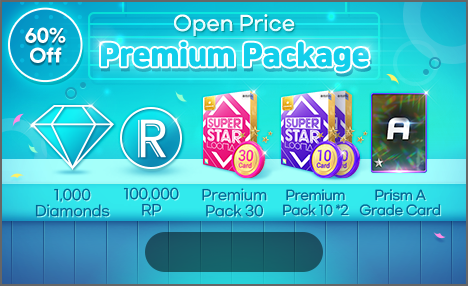 60%
Off
Open Price
Premium Package
R
SUPER
STAR
LOONA
30
Card
SUPER
STAR
LOONA
10
Card
A
1,000
Diamonds
100,000
RP
Premium
Pack 30
Premium
Pack 10 *2
Prism A
Grade Card